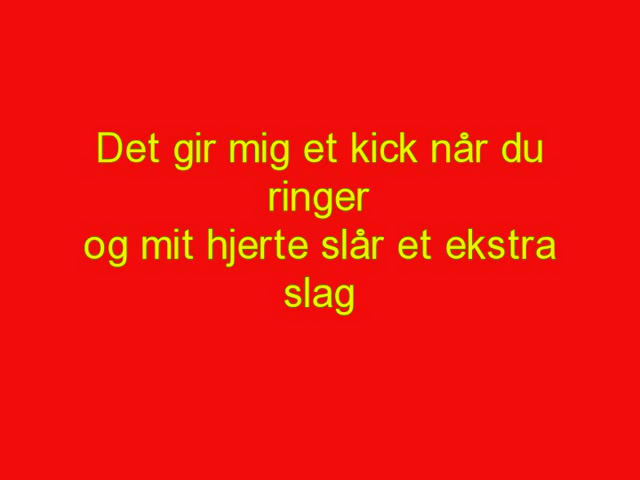 Det gir mig et kick når du
ringer
og mit hjerte slår et ekstra
slag